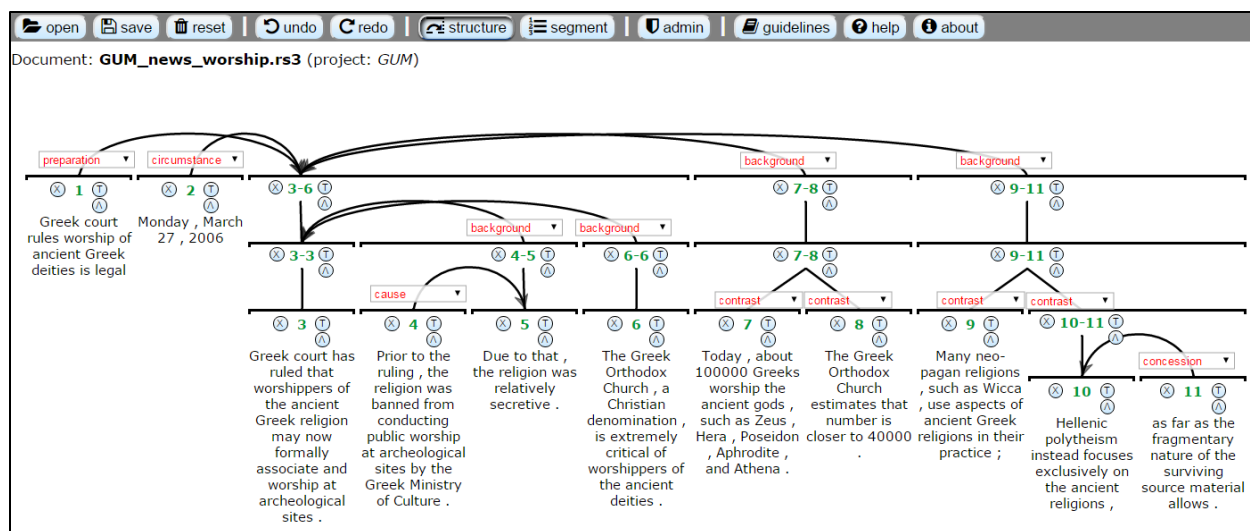 open save reset undo redo structure segment admin guidelines help about
Document: GUM_news_worship.rs3 (project: GUM)
preparation circumstance background background
X 1 T X 2 T X 3-6 T X 7-8 T X 9-11 T
Λ Λ Λ Λ Λ
Greek court
rules worship of
ancient Greek
deities is legal
Monday , March
27 , 2006
background background
X 3-3 T X 4-5 T X 6-6 T X 7-8 T X 9-11 T
Λ Λ Λ Λ Λ
cause contrast contrast contrast contrast
X 3 T X 4 T X 5 T X 6 T X 7 T X 8 T X 9 T X 10-11 T
Λ Λ Λ Λ Λ Λ Λ Λ
Greek court has
ruled that
worshippers of
the ancient
Greek religion
may now
formally
associate and
worship at
archeological
sites .
Prior to the
ruling , the
religion was
banned from
conducting
public worship
at archeological
sites by the
Greek Ministry
of Culture .
Due to that ,
the religion was
relatively
secretive .
The Greek
Orthodox
Church , a
Christian
denomination ,
is extremely
critical of
worshippers of
the ancient
deities .
Today , about
100000 Greeks
worship the
ancient gods ,
such as Zeus ,
Hera , Poseidon
, Aphrodite ,
and Athena .
The Greek
Orthodox
Church
estimates that
number is
closer to 40000
.
Many neo-
pagan religions
, such as Wicca
, use aspects of
ancient Greek
religions in their
practice ;
concession
X 10 T X 11 T
Λ Λ
Hellenic
polytheism
instead focuses
exclusively on
the ancient
religions ,
as far as the
fragmentary
nature of the
surviving
source material
allows .